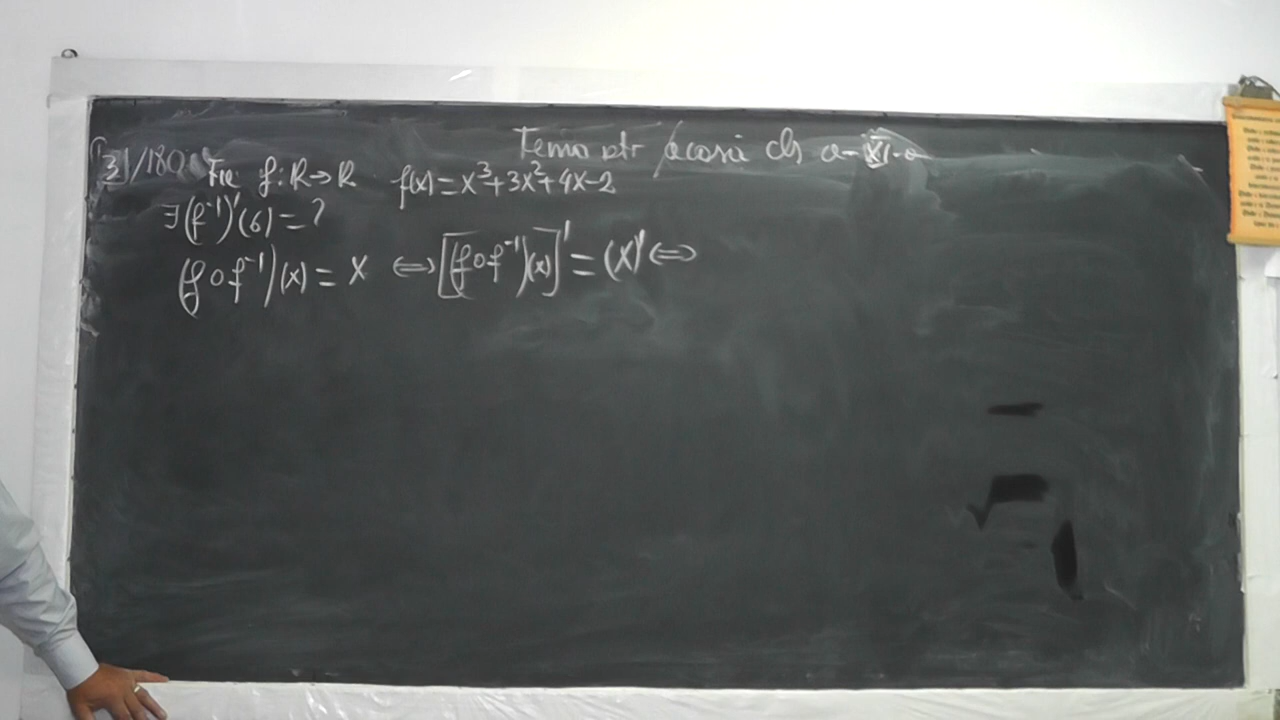 Temă ptr acasă cls a-XI-a
3/180 Fie f:R→R f(x)=x³+3x²+4x-2
∃(f⁻¹)'(6)=?
(f∘f⁻¹)(x)=x ⇔ [(f∘f⁻¹)(x)]'=(x)' ⇔